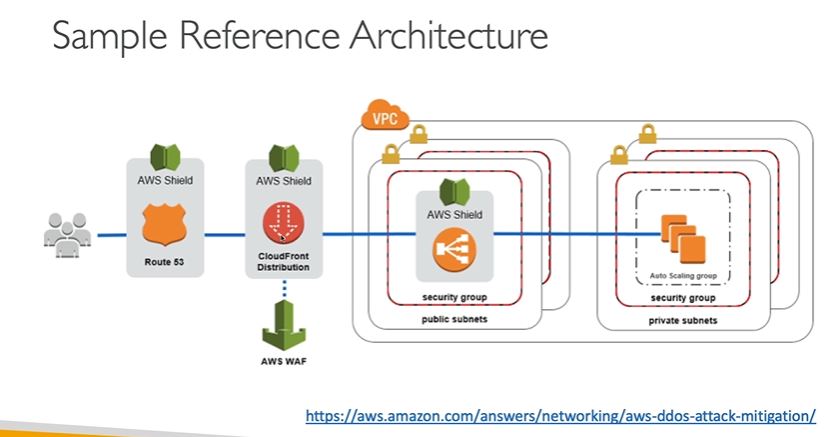 Sample Reference Architecture
VPC
AWS Shield
Route 53
AWS Shield
CloudFront
Distribution
AWS WAF
AWS Shield
security group
public subnets
Auto Scaling group
security group
private subnets
https://aws.amazon.com/answers/networking/aws-ddos-attack-mitigation/